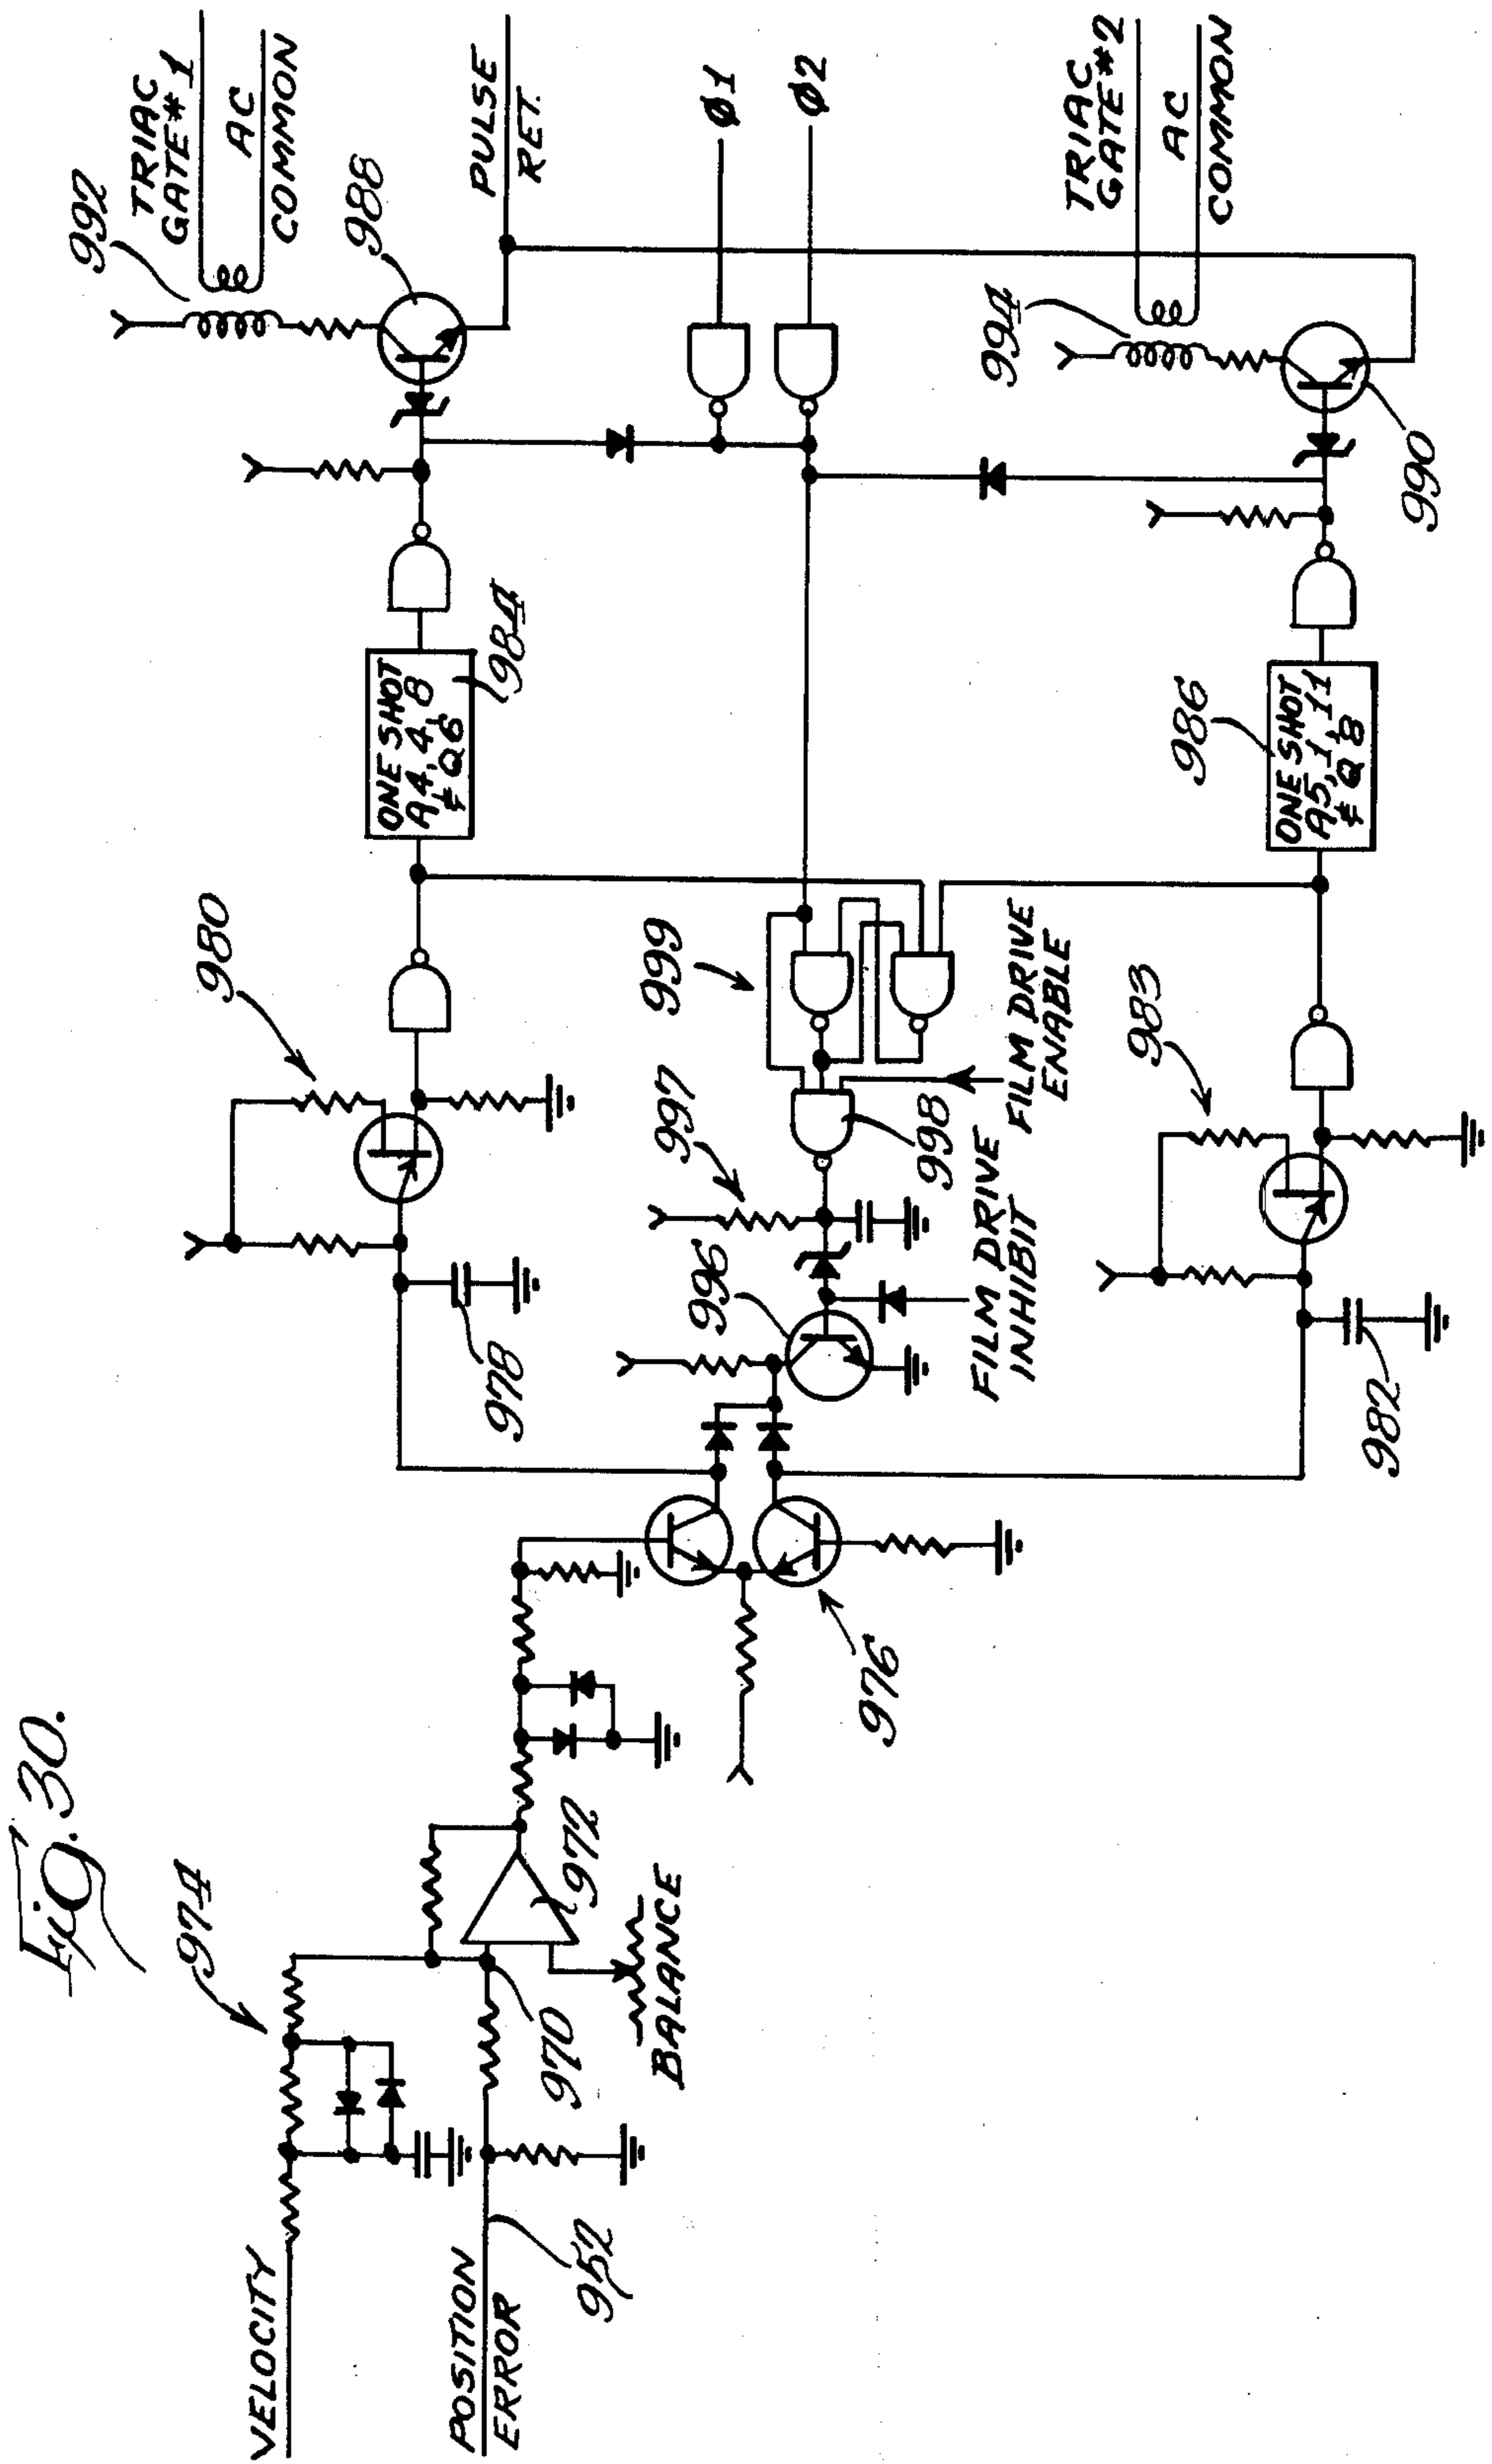 Fig. 30.
992
TRIAC
GATE #1
AC
COMMON
988
PULSE
RET.
Ø1
Ø2
TRIAC
GATE #2
AC
COMMON
994
990
980
ONE SHOT
A4, 4, 8
& Q6
984
986
ONE SHOT
A5, 1, 11
& Q8
999
997
998
FILM DRIVE
ENABLE
983
978
996
FILM DRIVE
INHIBIT
982
976
974
VELOCITY
POSITION
ERROR
952
970
972
BALANCE